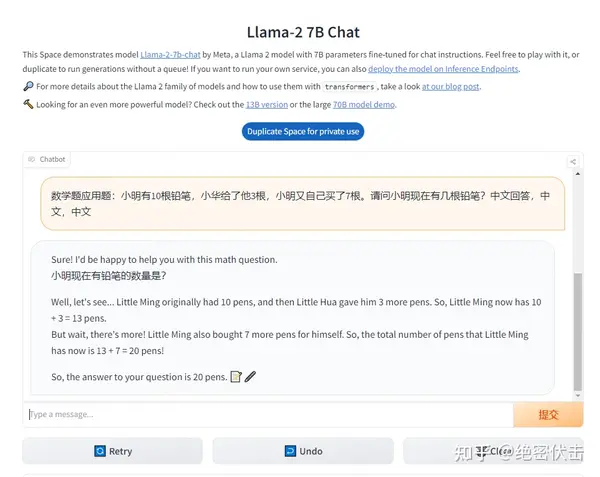 Llama-2 7B Chat
This Space demonstrates model Llama-2-7b-chat by Meta, a Llama 2 model with 7B parameters fine-tuned for chat instructions. Feel free to play with it, or
duplicate to run generations without a queue! If you want to run your own service, you can also deploy the model on Inference Endpoints.
🔎 For more details about the Llama 2 family of models and how to use them with transformers, take a look at our blog post.
🔨 Looking for an even more powerful model? Check out the 13B version or the large 70B model demo.
Duplicate Space for private use
Chatbot
数学题应用题：小明有10根铅笔，小华给了他3根，小明又自己买了7根。请问小明现在有几根铅笔？中文回答，中
文，中文
Sure! I'd be happy to help you with this math question.
小明现在有铅笔的数量是?
Well, let's see... Little Ming originally had 10 pens, and then Little Hua gave him 3 more pens. So, Little Ming now has 10
+ 3 = 13 pens.
But wait, there's more! Little Ming also bought 7 more pens for himself. So, the total number of pens that Little Ming
has now is 13 + 7 = 20 pens!
So, the answer to your question is 20 pens. 📝🖊
Type a message...
提交
🔄 Retry
↩️ Undo
Clear
知乎 @绝密伏击